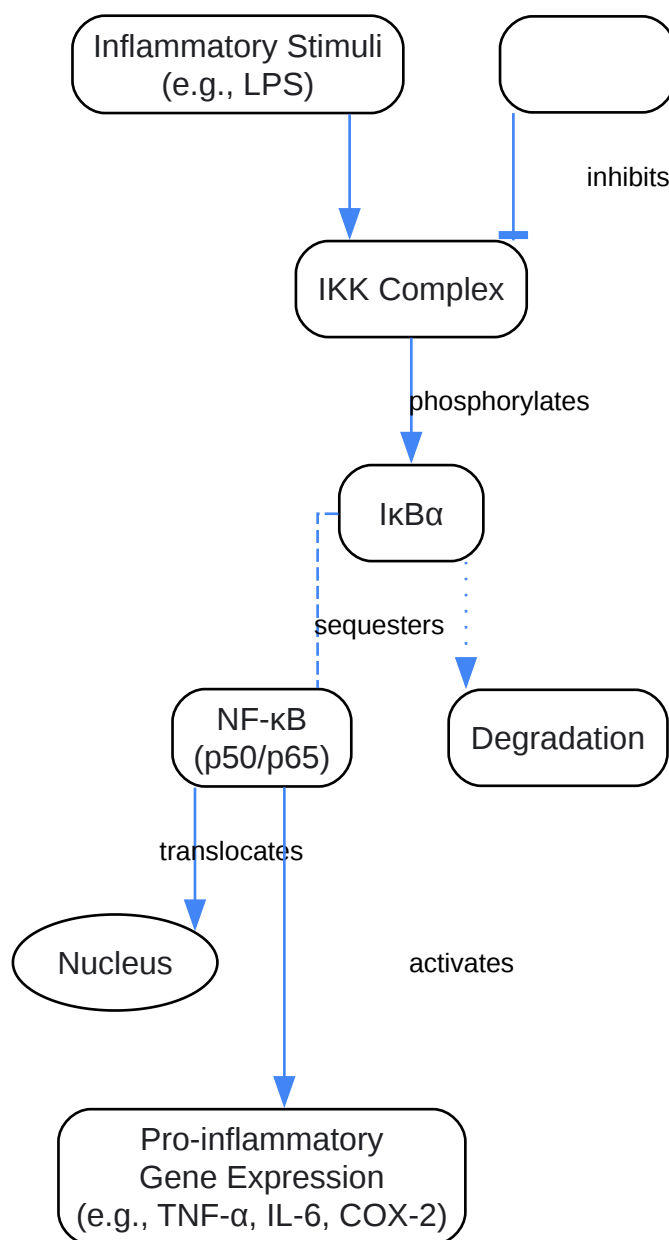 Inflammatory Stimuli
(e.g., LPS)
inhibits
IKK Complex
phosphorylates
IκBα
sequesters
NF-κB
(p50/p65)
Degradation
translocates
Nucleus
activates
Pro-inflammatory
Gene Expression
(e.g., TNF-α, IL-6, COX-2)